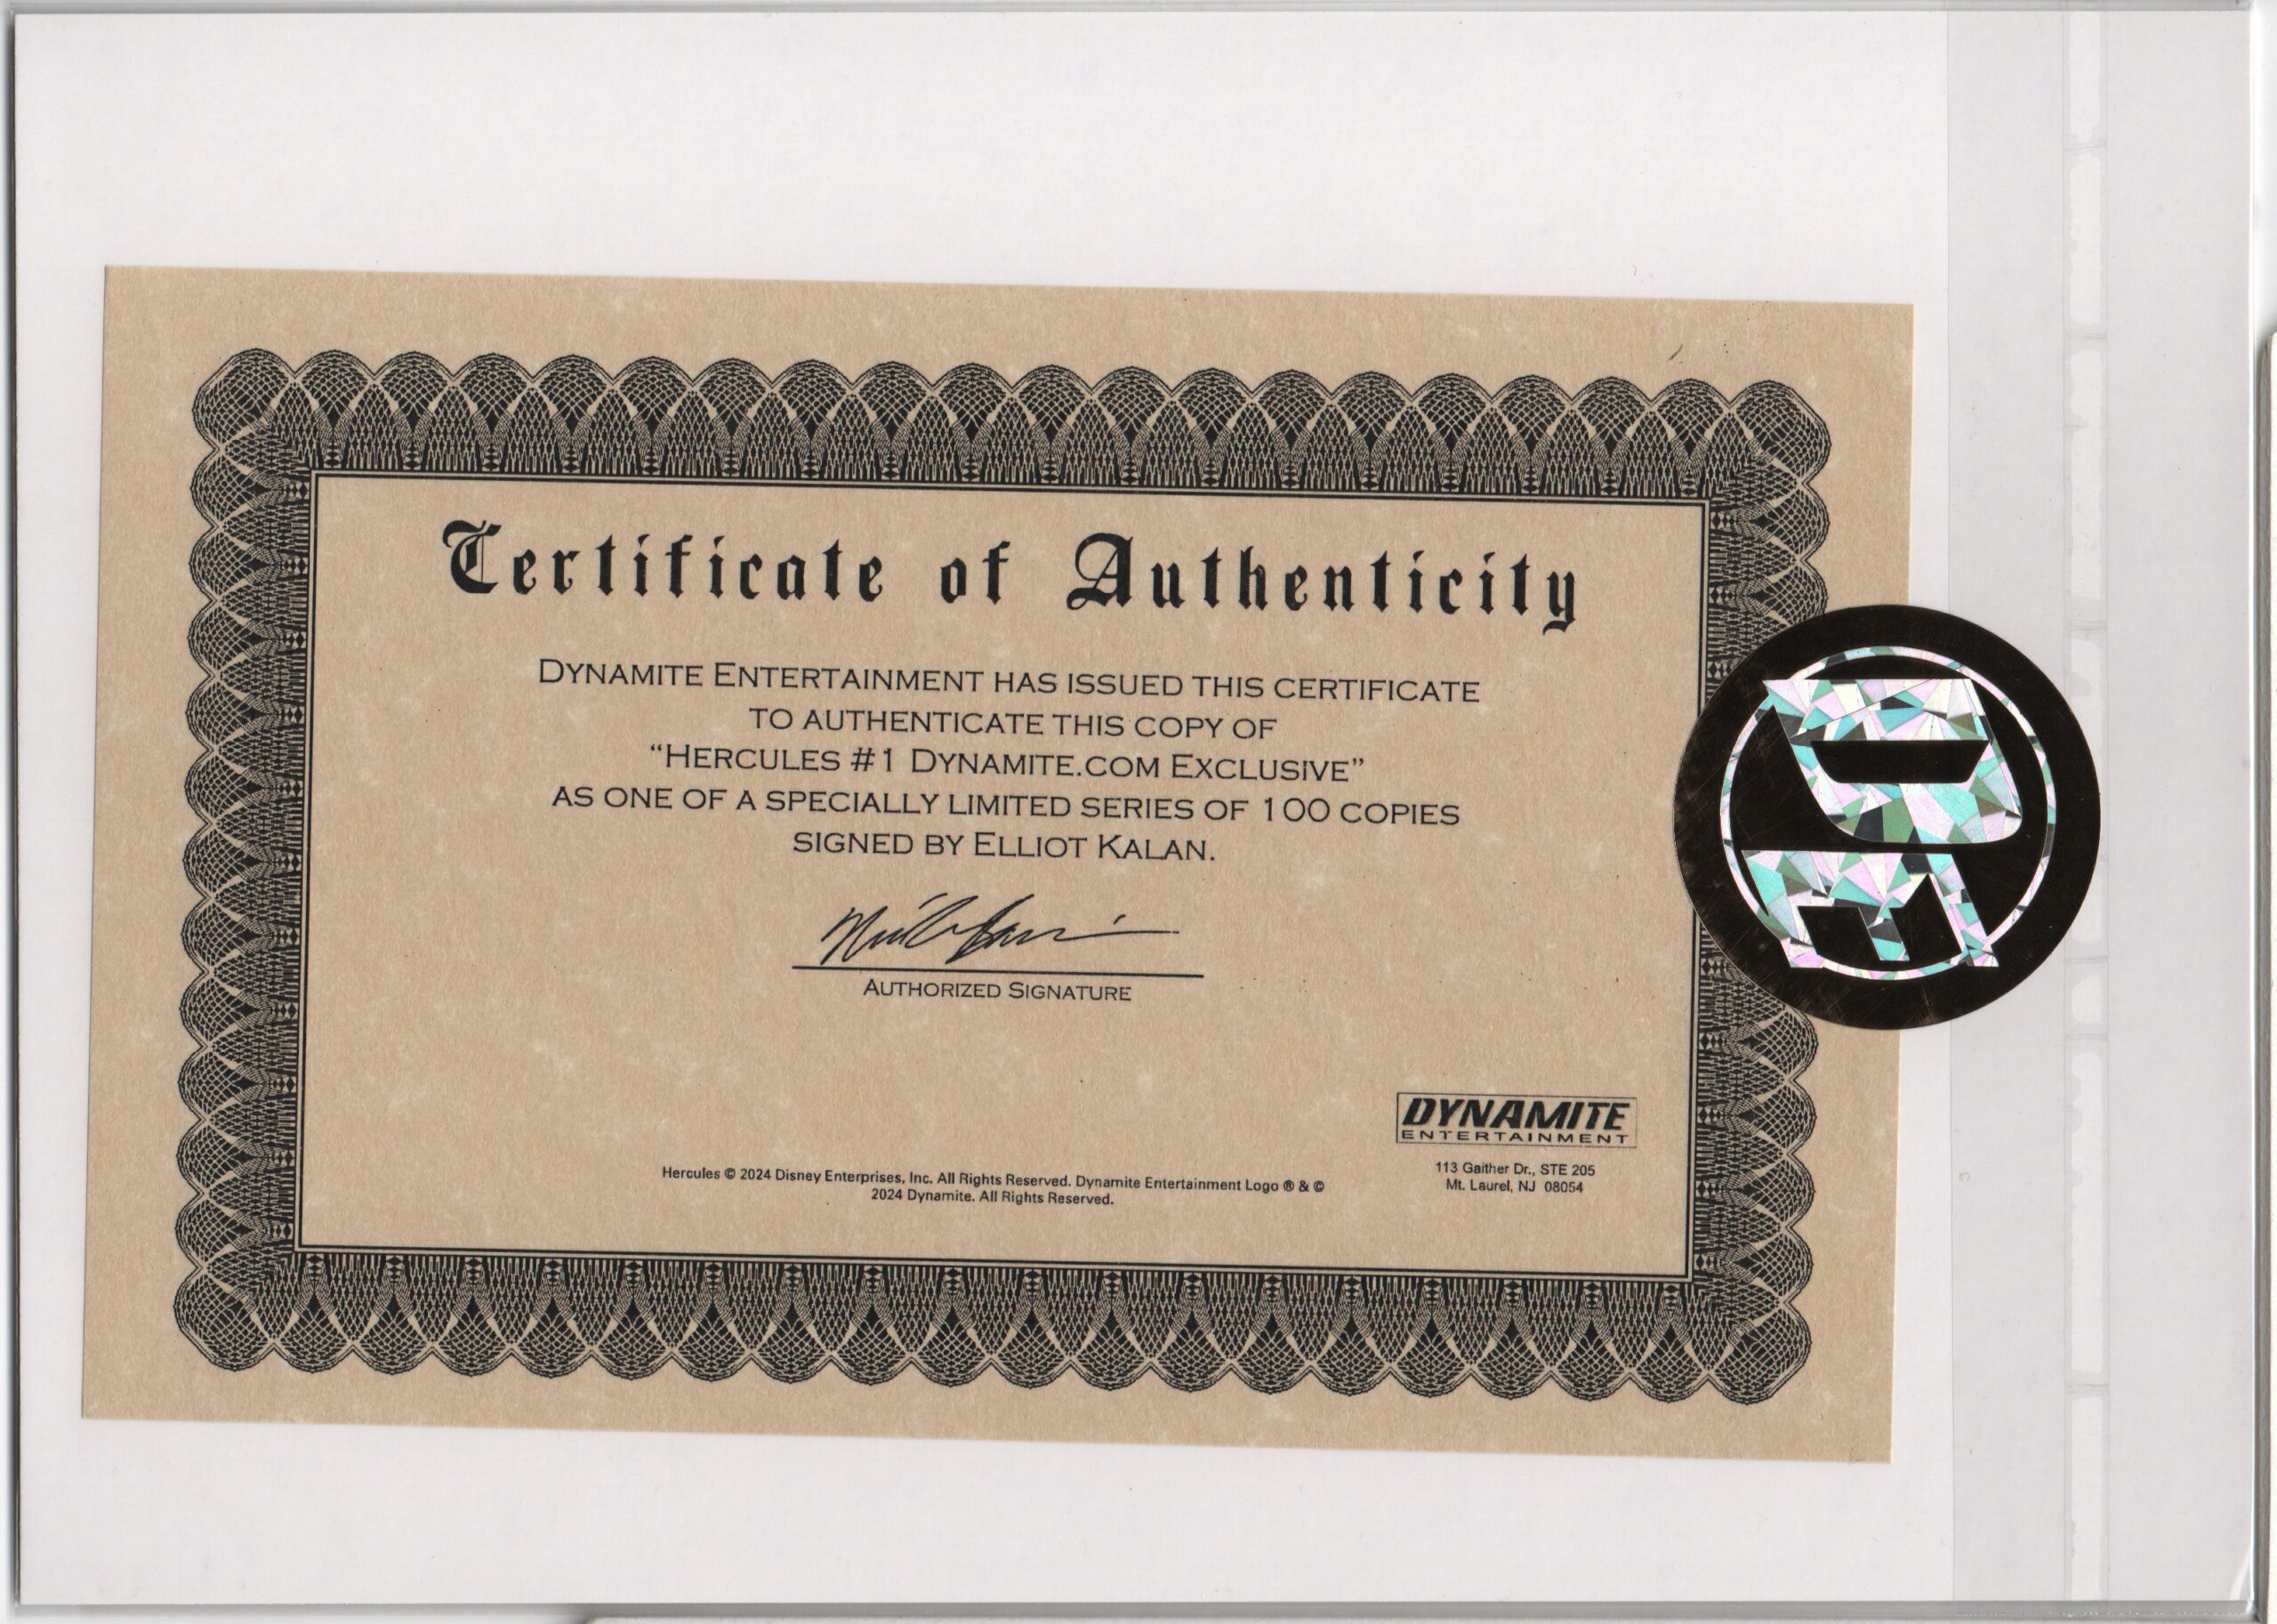 Certificate of Authenticity
DYNAMITE ENTERTAINMENT HAS ISSUED THIS CERTIFICATE
TO AUTHENTICATE THIS COPY OF
“HERCULES #1 DYNAMITE.COM EXCLUSIVE”
AS ONE OF A SPECIALLY LIMITED SERIES OF 100 COPIES
SIGNED BY ELLIOT KALAN.
AUTHORIZED SIGNATURE
DYNAMITE
ENTERTAINMENT
113 Gaither Dr., STE 205
Mt. Laurel, NJ 08054
Hercules © 2024 Disney Enterprises, Inc. All Rights Reserved. Dynamite Entertainment Logo ® & ©
2024 Dynamite. All Rights Reserved.